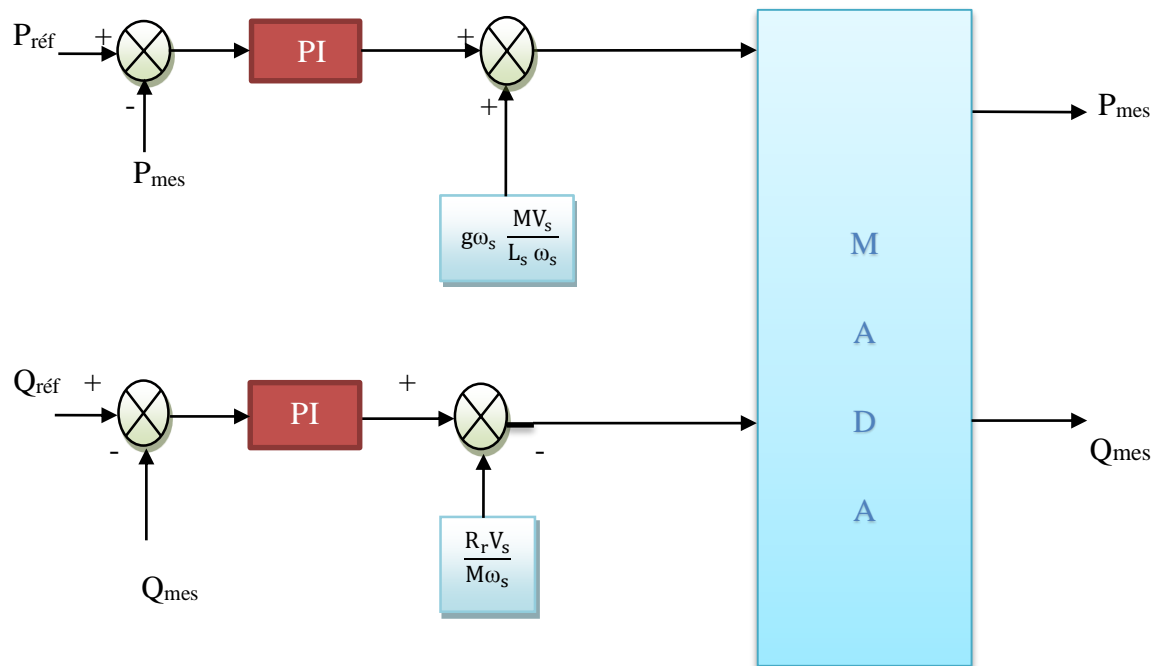 Préf + PI + Pmes
- +
Pmes
gωs MVs / Ls ωs
M
A
D
A
Qréf + PI + Qmes
- -
Qmes
RrVs / Mωs